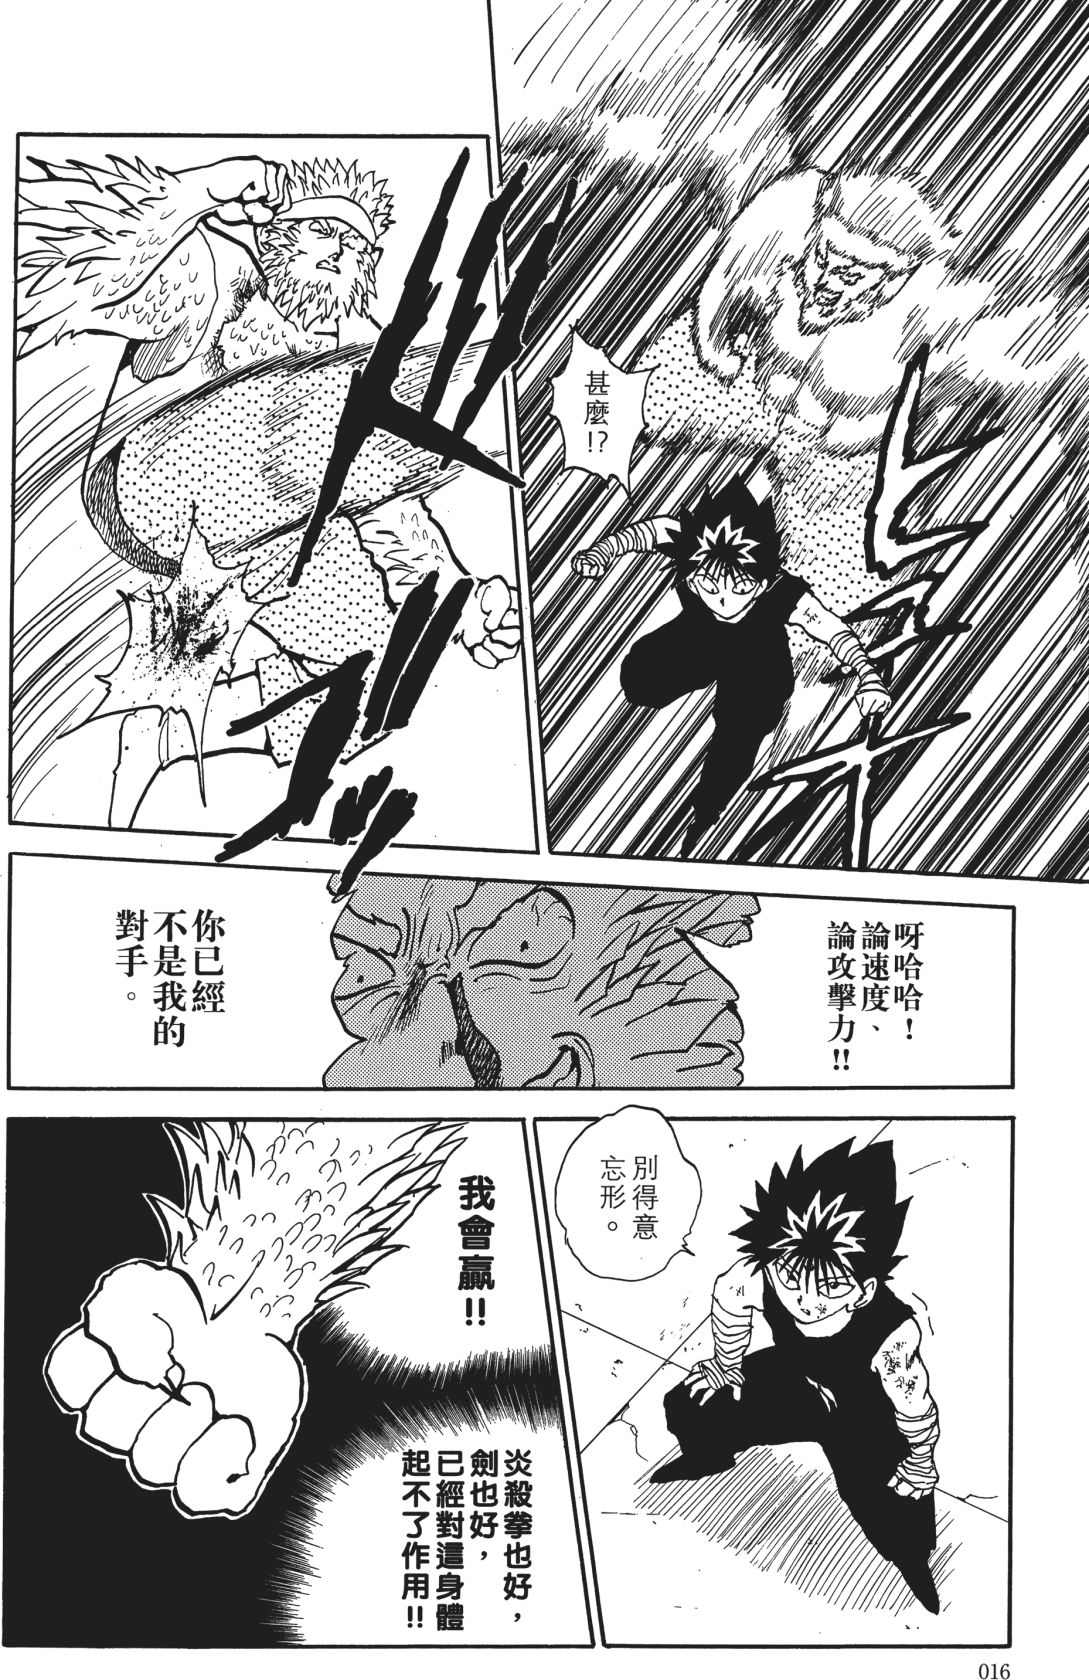 甚麼!?
呀哈哈！
論速度、
論攻擊力!!
你已經
不是我的
對手。
別得意
忘形。
我會贏!!
炎殺拳也好，
劍也好，
已經對這身體
起不了作用!!
016